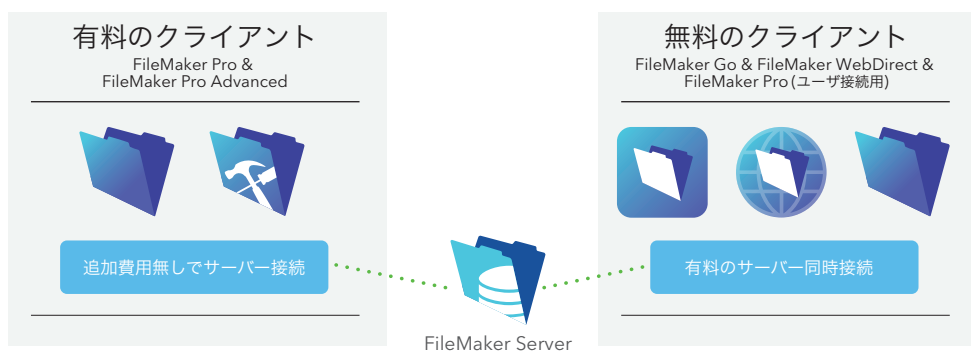 有料のクライアント
FileMaker Pro &
FileMaker Pro Advanced
追加費用無しでサーバー接続
FileMaker Server
無料のクライアント
FileMaker Go & FileMaker WebDirect &
FileMaker Pro (ユーザ接続用)
有料のサーバー同時接続